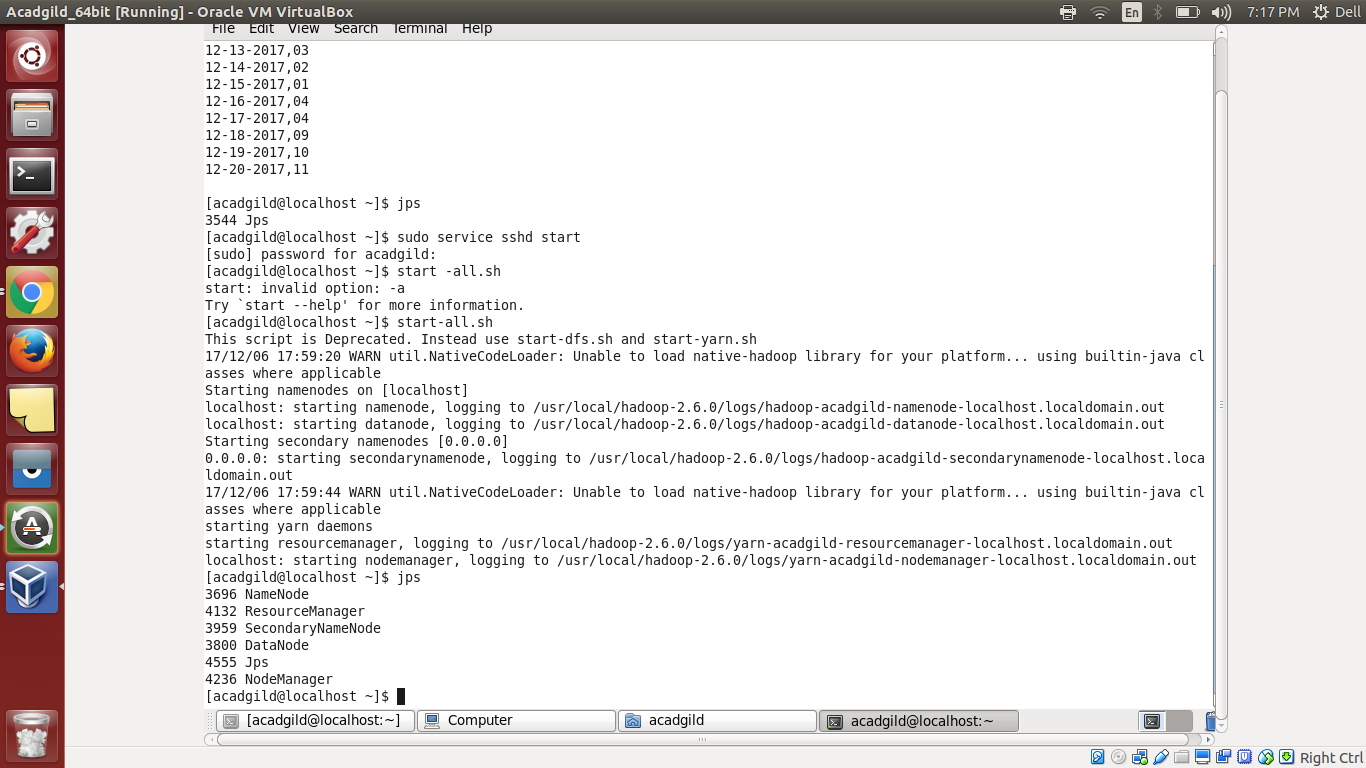 Acadgild_64bit [Running] - Oracle VM VirtualBox
En
7:17 PM
Dell
File Edit View Search Terminal Help
12-13-2017,03
12-14-2017,02
12-15-2017,01
12-16-2017,04
12-17-2017,04
12-18-2017,09
12-19-2017,10
12-20-2017,11
[acadgild@localhost ~]$ jps
3544 Jps
[acadgild@localhost ~]$ sudo service sshd start
[sudo] password for acadgild:
[acadgild@localhost ~]$ start -all.sh
start: invalid option: -a
Try `start --help' for more information.
[acadgild@localhost ~]$ start-all.sh
This script is Deprecated. Instead use start-dfs.sh and start-yarn.sh
17/12/06 17:59:20 WARN util.NativeCodeLoader: Unable to load native-hadoop library for your platform... using builtin-java cl
asses where applicable
Starting namenodes on [localhost]
localhost: starting namenode, logging to /usr/local/hadoop-2.6.0/logs/hadoop-acadgild-namenode-localhost.localdomain.out
localhost: starting datanode, logging to /usr/local/hadoop-2.6.0/logs/hadoop-acadgild-datanode-localhost.localdomain.out
Starting secondary namenodes [0.0.0.0]
0.0.0.0: starting secondarynamenode, logging to /usr/local/hadoop-2.6.0/logs/hadoop-acadgild-secondarynamenode-localhost.loca
ldomain.out
17/12/06 17:59:44 WARN util.NativeCodeLoader: Unable to load native-hadoop library for your platform... using builtin-java cl
asses where applicable
starting yarn daemons
starting resourcemanager, logging to /usr/local/hadoop-2.6.0/logs/yarn-acadgild-resourcemanager-localhost.localdomain.out
localhost: starting nodemanager, logging to /usr/local/hadoop-2.6.0/logs/yarn-acadgild-nodemanager-localhost.localdomain.out
[acadgild@localhost ~]$ jps
3696 NameNode
4132 ResourceManager
3959 SecondaryNameNode
3800 DataNode
4555 Jps
4236 NodeManager
[acadgild@localhost ~]$
[acadgild@localhost:~]
Computer
acadgild
acadgild@localhost:~
Right Ctrl